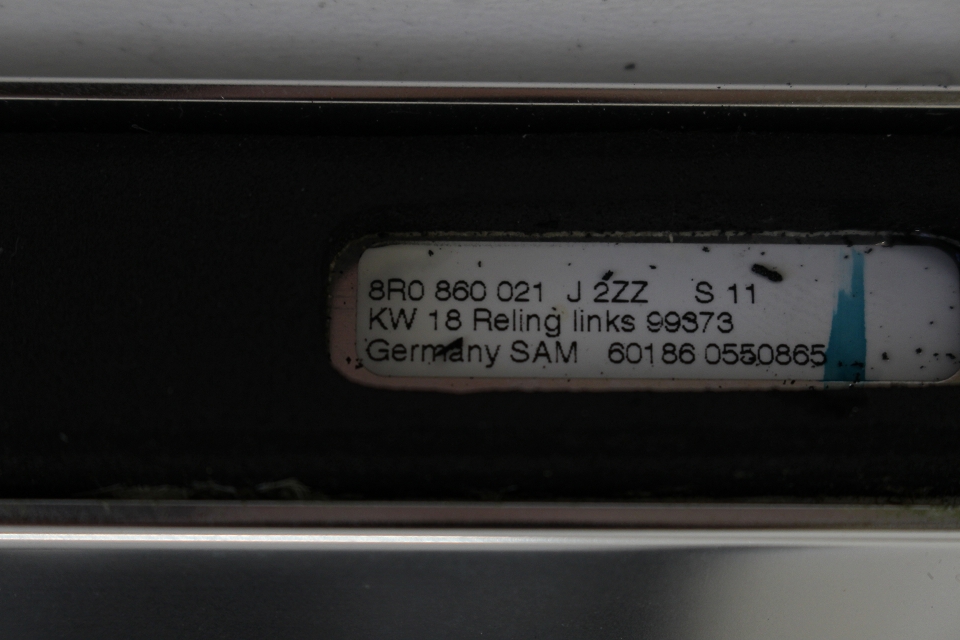 8R0 860 021 J 2ZZ S 11
KW 18 Reling links 99373
Germany SAM 60186 0550865